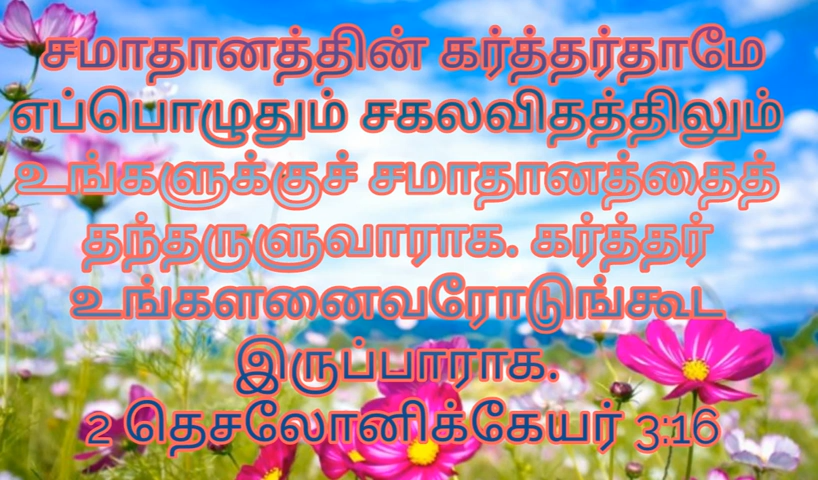 சமாதானத்தின் கர்த்தர்தாமே
எப்பொழுதும் சகலவிதத்திலும்
உங்களுக்குச் சமாதானத்தைத்
தந்தருளுவாராக. கர்த்தர்
உங்களனைவரோடுங்கூட
இருப்பாராக.
2 தெசலோனிக்கேயர் 3:16